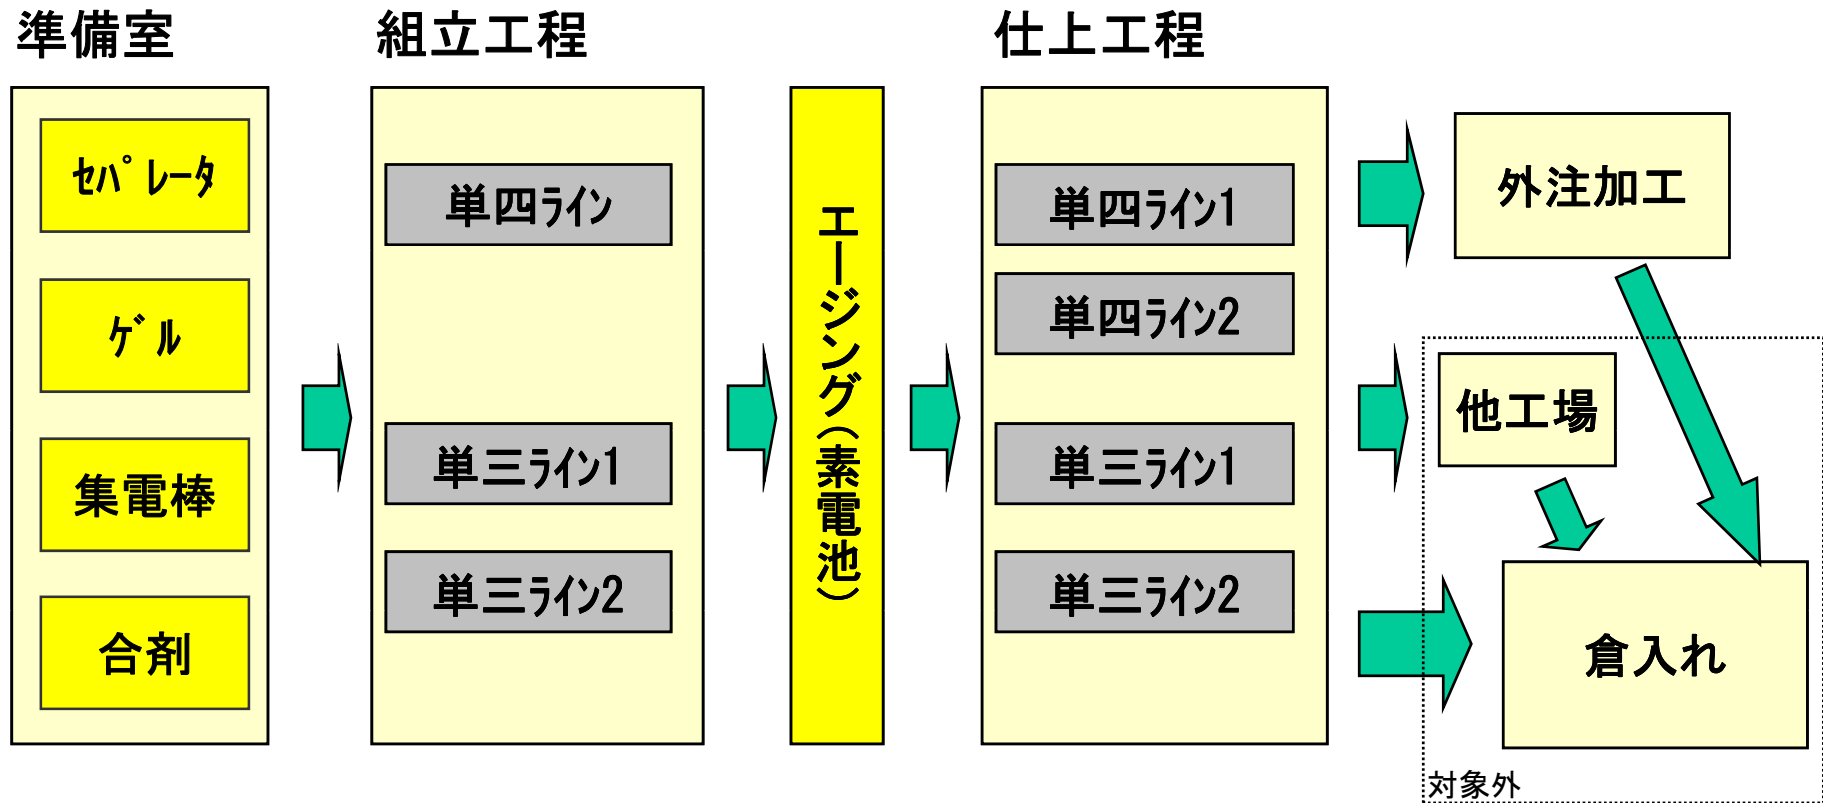 準備室
組立工程
仕上工程
ｾﾊﾟﾚｰﾀ
ｹﾞﾙ
集電棒
合剤
単四ﾗｲﾝ
単三ﾗｲﾝ1
単三ﾗｲﾝ2
エージング（素電池）
単四ﾗｲﾝ1
単四ﾗｲﾝ2
単三ﾗｲﾝ1
単三ﾗｲﾝ2
外注加工
他工場
倉入れ
対象外